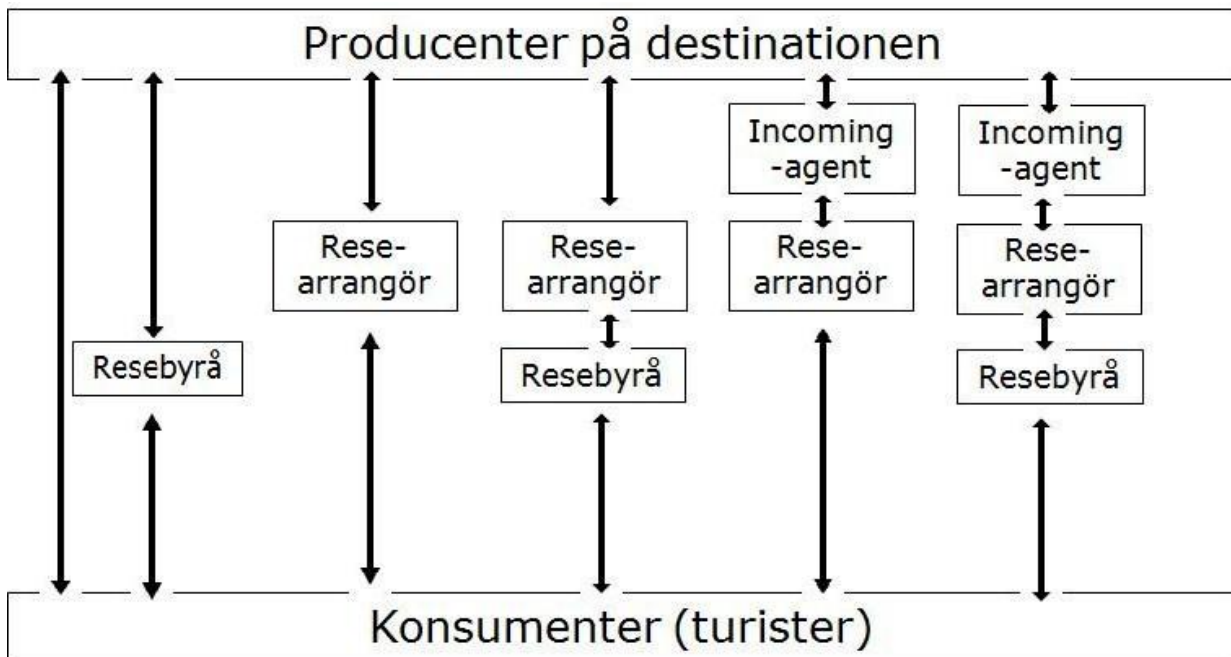 Producenter på destinationen
Incoming
-agent
Incoming
-agent
Rese-
arrangör
Rese-
arrangör
Rese-
arrangör
Rese-
arrangör
Resebyrå
Resebyrå
Resebyrå
Konsumenter (turister)